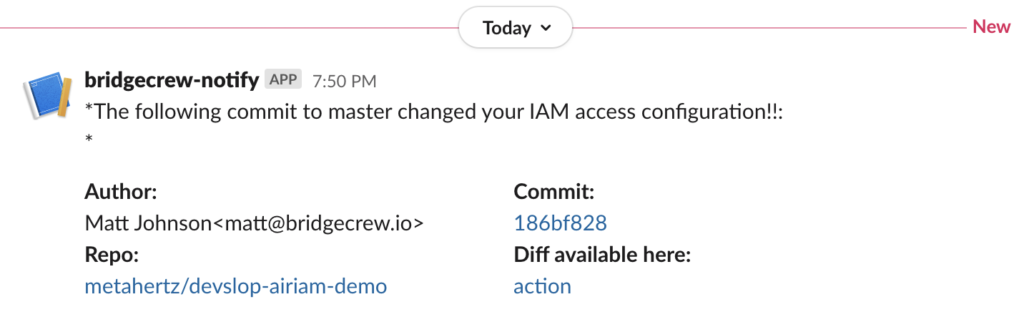 Today
New
bridgecrew-notify APP 7:50 PM
*The following commit to master changed your IAM access configuration!!:
*
Author:
Matt Johnson<matt@bridgecrew.io>
Repo:
metahertz/devslop-airiam-demo
Commit:
186bf828
Diff available here:
action